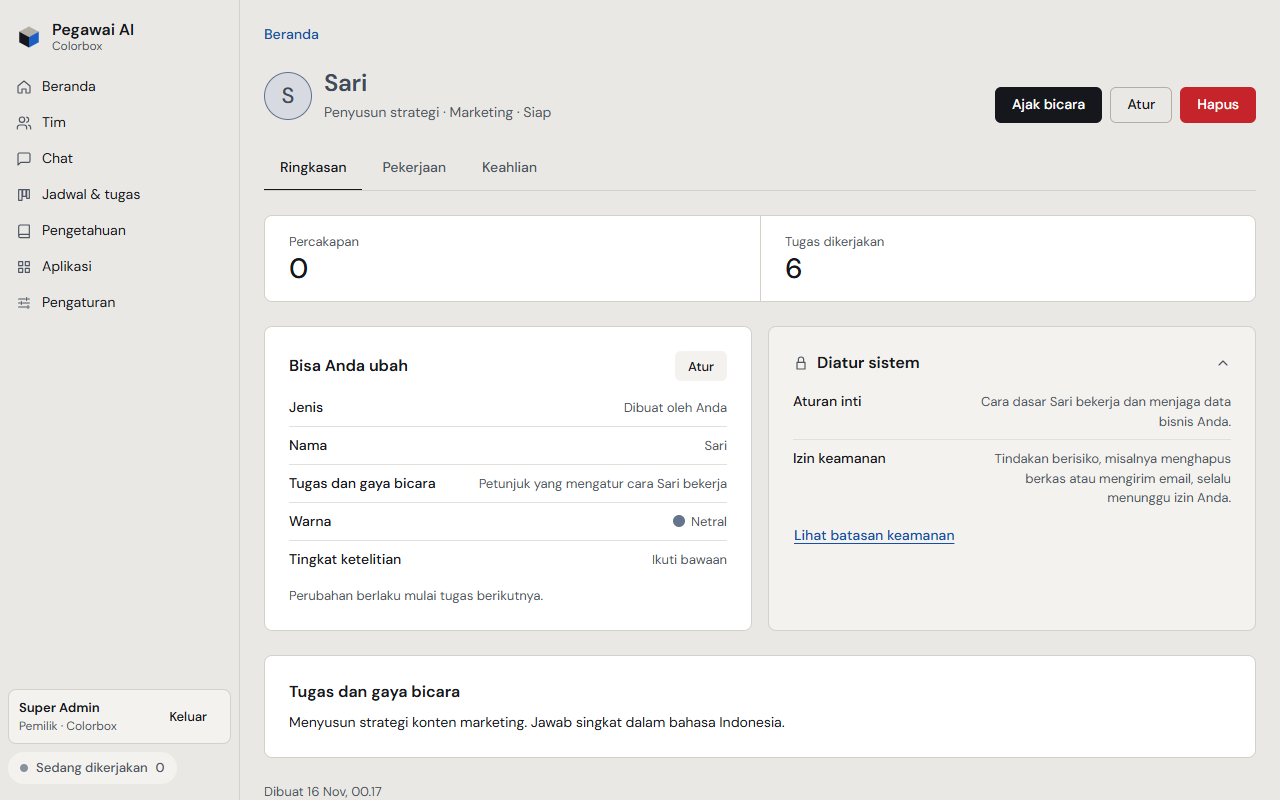 Pegawai AI
Colorbox
Beranda
Tim
Chat
Jadwal & tugas
Pengetahuan
Aplikasi
Pengaturan
Super Admin
Pemilik · Colorbox
Keluar
Sedang dikerjakan 0
Beranda
S
Sari
Penyusun strategi · Marketing · Siap
Ajak bicara
Atur
Hapus
Ringkasan
Pekerjaan
Keahlian
Percakapan
0
Tugas dikerjakan
6
Bisa Anda ubah
Atur
Jenis
Dibuat oleh Anda
Nama
Sari
Tugas dan gaya bicara
Petunjuk yang mengatur cara Sari bekerja
Warna
Netral
Tingkat ketelitian
Ikuti bawaan
Perubahan berlaku mulai tugas berikutnya.
Diatur sistem
Aturan inti
Cara dasar Sari bekerja dan menjaga data
bisnis Anda.
Izin keamanan
Tindakan berisiko, misalnya menghapus
berkas atau mengirim email, selalu
menunggu izin Anda.
Lihat batasan keamanan
Tugas dan gaya bicara
Menyusun strategi konten marketing. Jawab singkat dalam bahasa Indonesia.
Dibuat 16 Nov, 00.17